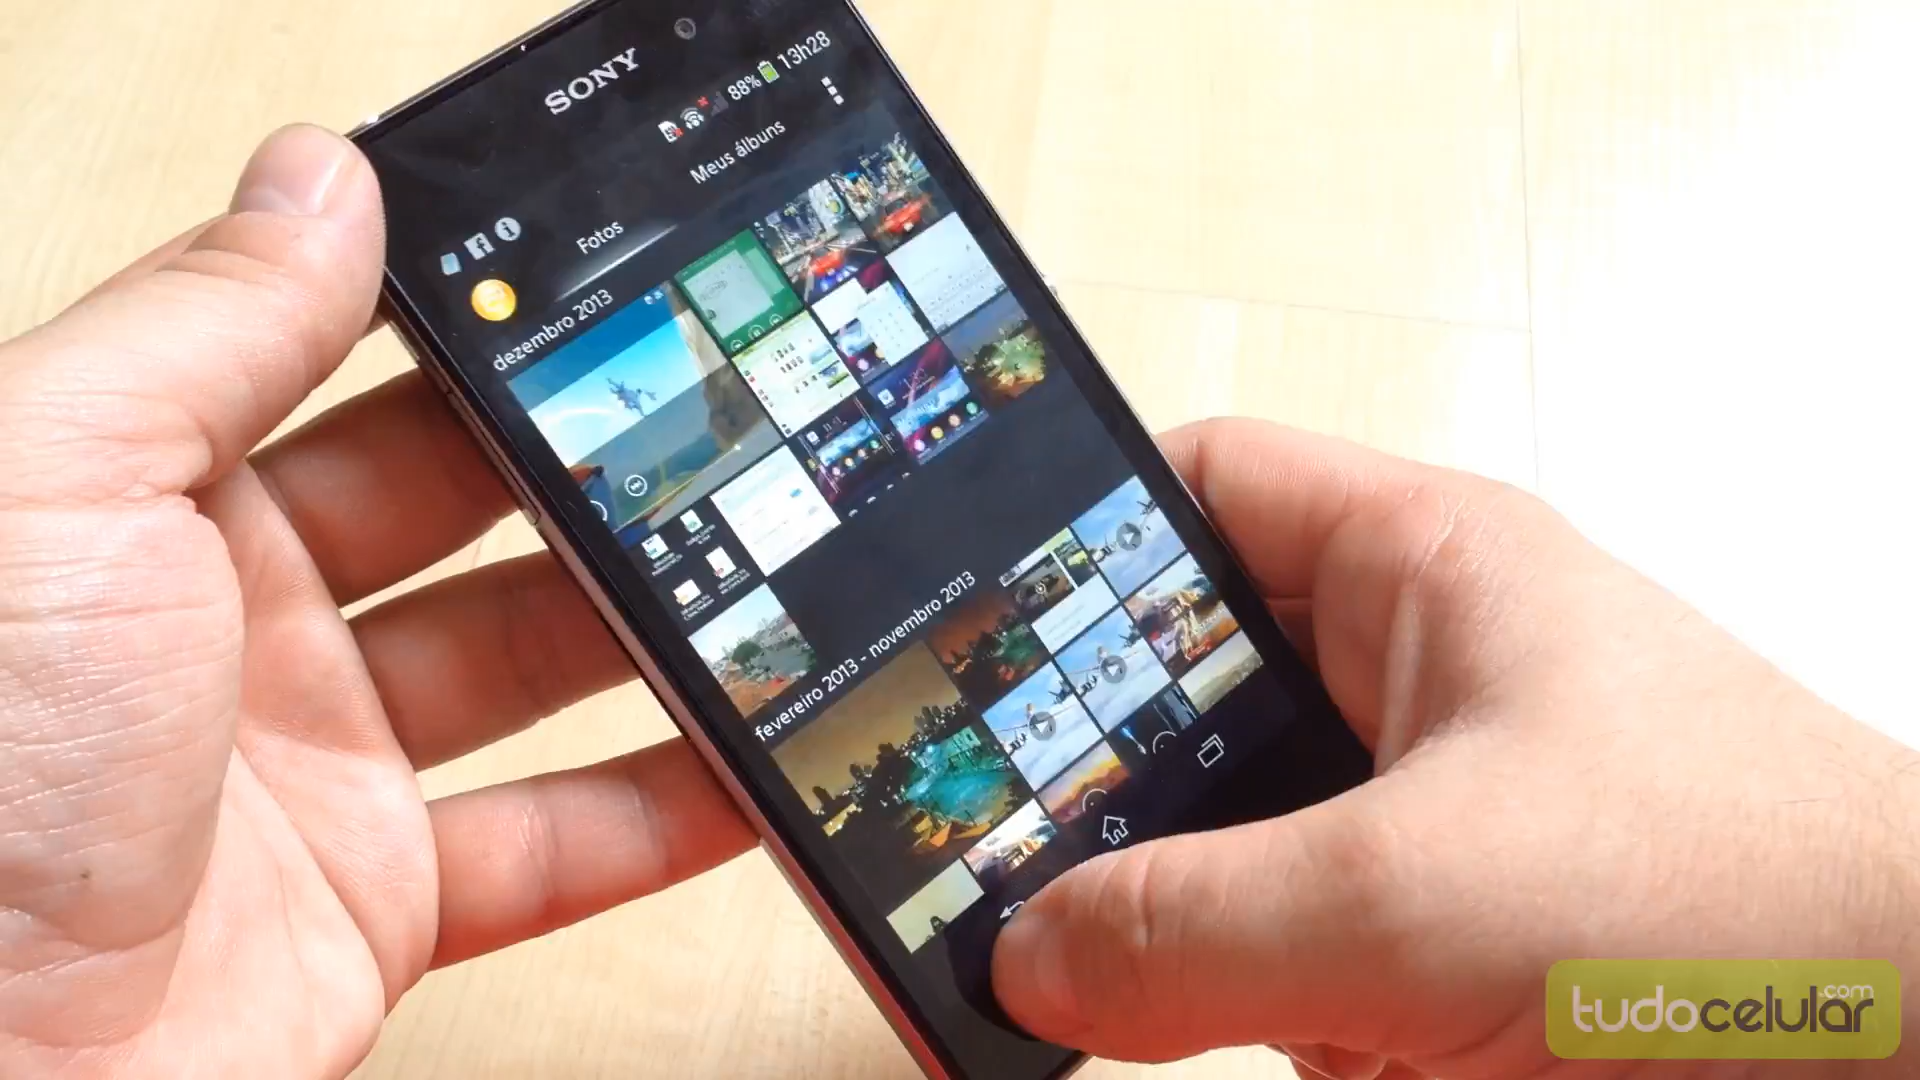 SONY
88% 13h28
Fotos
Meus álbuns
dezembro 2013
fevereiro 2013 - novembro 2013
tudocelular.com